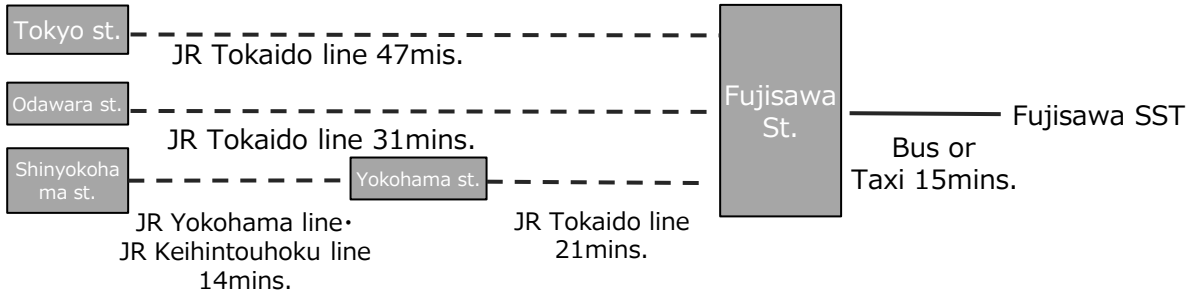 Tokyo st.
JR Tokaido line 47mis.
Odawara st.
JR Tokaido line 31mins.
Shinyokoha
ma st.
Yokohama st.
JR Yokohama line･
JR Keihintouhoku line
14mins.
JR Tokaido line
21mins.
Fujisawa
St.
Bus or
Taxi 15mins.
Fujisawa SST